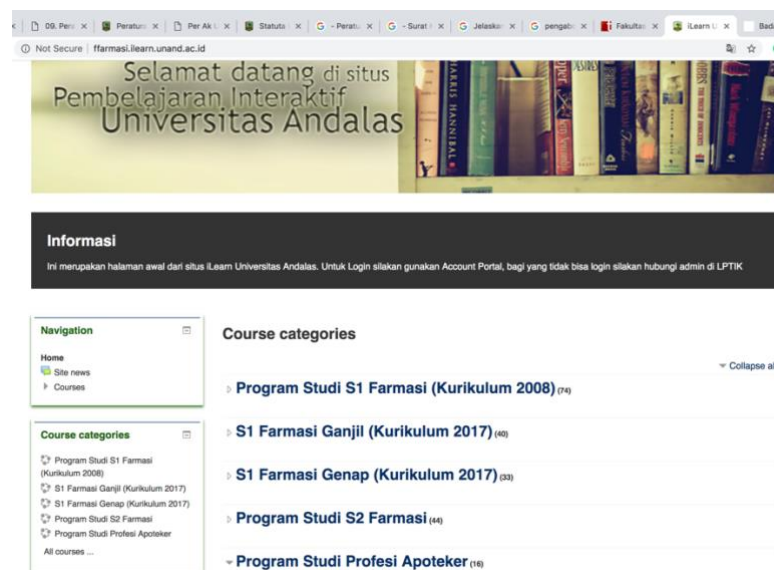 09. Pera
Peratur
Per Ak
Statuta
- Peratu
- Surat
Jelaskan
pengab
Fakultas
iLearn U
Bada
Not Secure | ffarmasi.ilearn.unand.ac.id
Selamat datang di situs
Pembelajaran Interaktif
Universitas Andalas
HARRIS HANNIBAL
Informasi
Ini merupakan halaman awal dari situs iLearn Universitas Andalas. Untuk Login silakan gunakan Account Portal, bagi yang tidak bisa login silakan hubungi admin di LPTIK
Navigation
Home
Site news
Courses
Course categories
Program Studi S1 Farmasi
(Kurikulum 2008)
S1 Farmasi Ganjil (Kurikulum 2017)
S1 Farmasi Genap (Kurikulum 2017)
Program Studi S2 Farmasi
Program Studi Profesi Apoteker
All courses ...
Course categories
Collapse al
Program Studi S1 Farmasi (Kurikulum 2008) (74)
S1 Farmasi Ganjil (Kurikulum 2017) (40)
S1 Farmasi Genap (Kurikulum 2017) (33)
Program Studi S2 Farmasi (44)
Program Studi Profesi Apoteker (16)